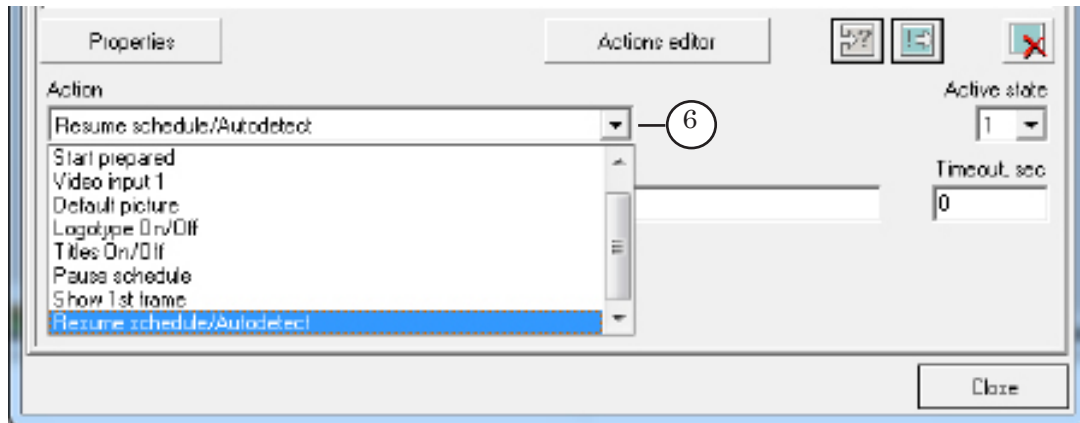 Properties
Actions editor
Action
Active state
Resume schedule/Autodetect
6
1
Start prepared
Video input 1
Default picture
Logotype On/Off
Titles On/Off
Pause schedule
Show 1st frame
Resume schedule/Autodetect
Timeout, sec
0
Close